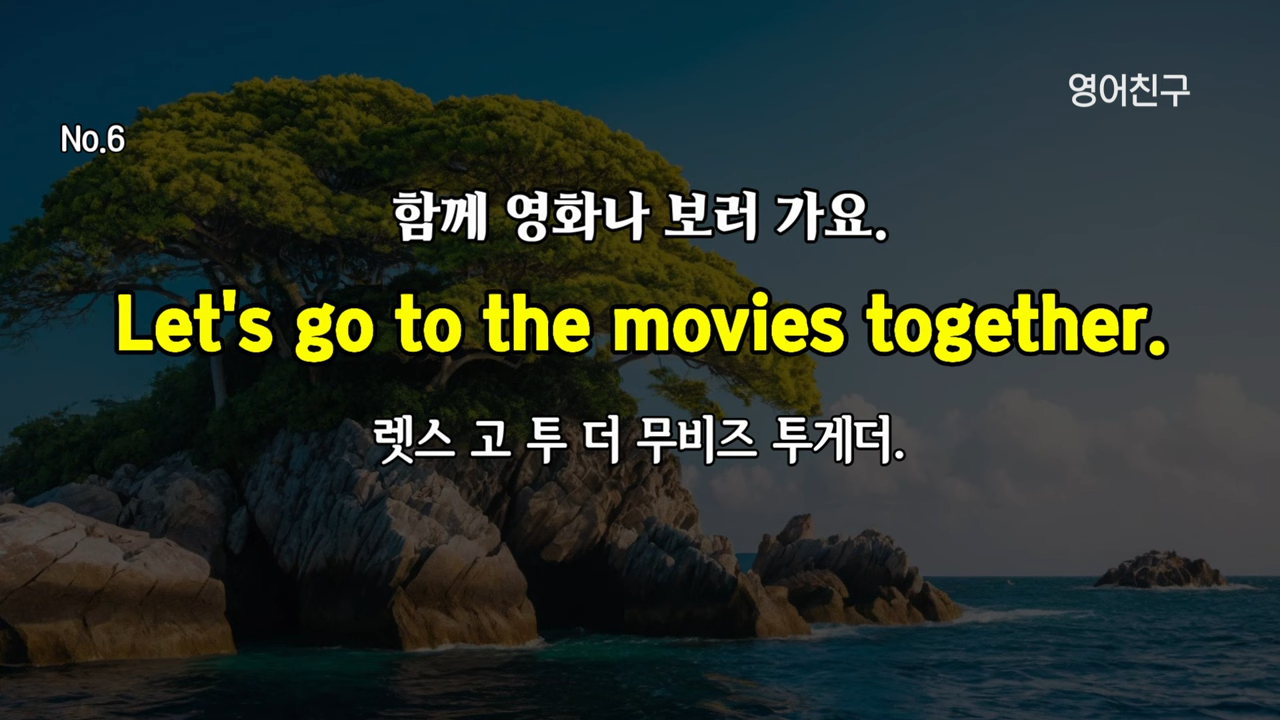 영어친구
No.6
함께 영화나 보러 가요.
Let's go to the movies together.
렛스 고 투 더 무비즈 투게더.